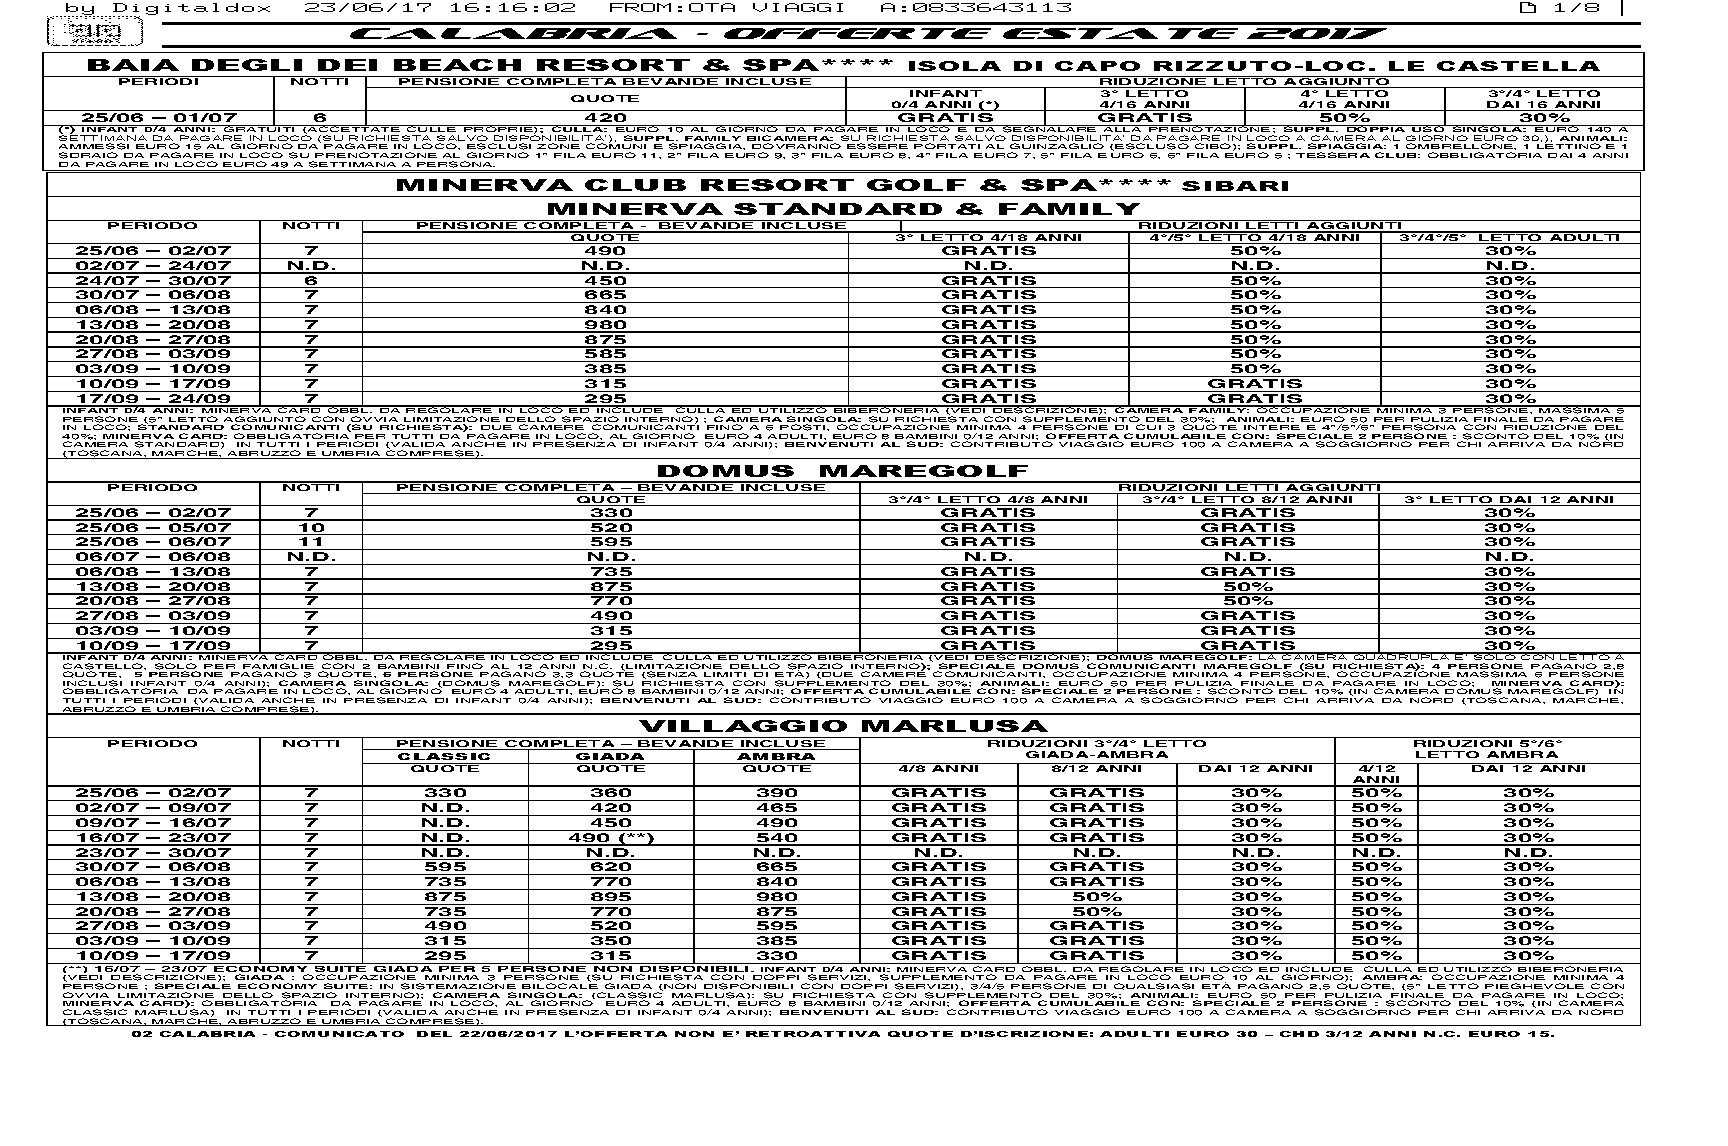 by Digitaldox 23/06/17 16:16:02 FROM:OTA VIAGGI A:0833643113 1/8
CALABRIA - OFFERTE ESTATE 2017
BAIA DEGLI DEI BEACH RESORT & SPA**** ISOLA DI CAPO RIZZUTO-LOC. LE CASTELLA
PERIODI NOTTI PENSIONE COMPLETA BEVANDE INCLUSE RIDUZIONE LETTO AGGIUNTO
QUOTE INFANT 0/4 ANNI (*) 3° LETTO 4/16 ANNI 4° LETTO 4/16 ANNI 3°/4° LETTO DAI 16 ANNI
25/06 – 01/07 6 420 GRATIS GRATIS 50% 30%
(*) INFANT 0/4 ANNI: GRATUITI (ACCETTATE CULLE PROPRIE); CULLA: EURO 10 AL GIORNO DA PAGARE IN LOCO E DA SEGNALARE ALLA PRENOTAZIONE; SUPPL. DOPPIA USO SINGOLA: EURO 140 A
SETTIMANA DA PAGARE IN LOCO (SU RICHIESTA SALVO DISPONIBILITA'), SUPPL. FAMILY BICAMERA: SU RICHIESTA SALVO DISPONIBILITA' DA PAGARE IN LOCO A CAMERA AL GIORNO EURO 30,). ANIMALI:
AMMESSI EURO 15 AL GIORNO DA PAGARE IN LOCO, ESCLUSI ZONE COMUNI E SPIAGGIA, DOVRANNO ESSERE PORTATI AL GUINZAGLIO (ESCLUSO CIBO); SUPPL. SPIAGGIA: 1 OMBRELLONE, 1 LETTINO E 1
SDRAIO DA PAGARE IN LOCO SU PRENOTAZIONE AL GIORNO 1° FILA EURO 11, 2° FILA EURO 9, 3° FILA EURO 8, 4° FILA EURO 7, 5° FILA EURO 6, 6° FILA EURO 5 ; TESSERA CLUB: OBBLIGATORIA DAI 4 ANNI
DA PAGARE IN LOCO EURO 49 A SETTIMANA A PERSONA.
MINERVA CLUB RESORT GOLF & SPA**** SIBARI
MINERVA STANDARD & FAMILY
PERIODO NOTTI PENSIONE COMPLETA - BEVANDE INCLUSE RIDUZIONI LETTI AGGIUNTI
QUOTE 3° LETTO 4/18 ANNI 4°/5° LETTO 4/18 ANNI 3°/4°/5° LETTO ADULTI
25/06 – 02/07 7 490 GRATIS 50% 30%
02/07 – 24/07 N.D. N.D. N.D. N.D. N.D.
24/07 – 30/07 6 450 GRATIS 50% 30%
30/07 – 06/08 7 665 GRATIS 50% 30%
06/08 – 13/08 7 840 GRATIS 50% 30%
13/08 – 20/08 7 980 GRATIS 50% 30%
20/08 – 27/08 7 875 GRATIS 50% 30%
27/08 – 03/09 7 585 GRATIS 50% 30%
03/09 – 10/09 7 385 GRATIS 50% 30%
10/09 – 17/09 7 315 GRATIS GRATIS 30%
17/09 – 24/09 7 295 GRATIS GRATIS 30%
INFANT 0/4 ANNI: MINERVA CARD OBBL. DA REGOLARE IN LOCO ED INCLUDE CULLA ED UTILIZZO BIBERONERIA (VEDI DESCRIZIONE); CAMERA FAMILY: OCCUPAZIONE MINIMA 3 PERSONE, MASSIMA 5
PERSONE (5° LETTO AGGIUNTO CON OVVIA LIMITAZIONE DELLO SPAZIO INTERNO) ; CAMERA SINGOLA: SU RICHIESTA CON SUPPLEMENTO DEL 30%; ANIMALI: EURO 50 PER PULIZIA FINALE DA PAGARE
IN LOCO; STANDARD COMUNICANTI (SU RICHIESTA): DUE CAMERE COMUNICANTI FINO A 6 POSTI, OCCUPAZIONE MINIMA 4 PERSONE DI CUI 3 QUOTE INTERE E 4°/5°/6° PERSONA CON RIDUZIONE DEL
40%; MINERVA CARD: OBBLIGATORIA PER TUTTI DA PAGARE IN LOCO, AL GIORNO EURO 4 ADULTI, EURO 8 BAMBINI 0/12 ANNI; OFFERTA CUMULABILE CON: SPECIALE 2 PERSONE : SCONTO DEL 10% (IN
CAMERA STANDARD) IN TUTTI I PERIODI (VALIDA ANCHE IN PRESENZA DI INFANT 0/4 ANNI); BENVENUTI AL SUD: CONTRIBUTO VIAGGIO EURO 100 A CAMERA A SOGGIORNO PER CHI ARRIVA DA NORD
(TOSCANA, MARCHE, ABRUZZO E UMBRIA COMPRESE).
DOMUS MAREGOLF
PERIODO NOTTI PENSIONE COMPLETA – BEVANDE INCLUSE RIDUZIONI LETTI AGGIUNTI
QUOTE 3°/4° LETTO 4/8 ANNI 3°/4° LETTO 8/12 ANNI 3° LETTO DAI 12 ANNI
25/06 – 02/07 7 330 GRATIS GRATIS 30%
25/06 – 05/07 10 520 GRATIS GRATIS 30%
25/06 – 06/07 11 595 GRATIS GRATIS 30%
06/07 – 06/08 N.D. N.D. N.D. N.D. N.D.
06/08 – 13/08 7 735 GRATIS GRATIS 30%
13/08 – 20/08 7 875 GRATIS 50% 30%
20/08 – 27/08 7 770 GRATIS 50% 30%
27/08 – 03/09 7 490 GRATIS GRATIS 30%
03/09 – 10/09 7 315 GRATIS GRATIS 30%
10/09 – 17/09 7 295 GRATIS GRATIS 30%
INFANT 0/4 ANNI: MINERVA CARD OBBL. DA REGOLARE IN LOCO ED INCLUDE CULLA ED UTILIZZO BIBERONERIA (VEDI DESCRIZIONE); DOMUS MAREGOLF: LA CAMERA QUADRUPLA E' SOLO CON LETTO A
CASTELLO, SOLO PER FAMIGLIE CON 2 BAMBINI FINO AL 12 ANNI N.C. (LIMITAZIONE DELLO SPAZIO INTERNO); SPECIALE DOMUS COMUNICANTI MAREGOLF (SU RICHIESTA): 4 PERSONE PAGANO 2,8
QUOTE, 5 PERSONE PAGANO 3 QUOTE, 6 PERSONE PAGANO 3,3 QUOTE (SENZA LIMITI DI ETÀ) (DUE CAMERE COMUNICANTI, OCCUPAZIONE MINIMA 4 PERSONE, OCCUPAZIONE MASSIMA 6 PERSONE
INCLUSI INFANT 0/4 ANNI); CAMERA SINGOLA: (DOMUS MAREGOLF): SU RICHIESTA CON SUPPLEMENTO DEL 30%; ANIMALI: EURO 50 PER PULIZIA FINALE DA PAGARE IN LOCO; MINERVA CARD:
OBBLIGATORIA DA PAGARE IN LOCO, AL GIORNO EURO 4 ADULTI, EURO 8 BAMBINI 0/12 ANNI; OFFERTA CUMULABILE CON: SPECIALE 2 PERSONE : SCONTO DEL 10% (IN CAMERA DOMUS MAREGOLF) IN
TUTTI I PERIODI (VALIDA ANCHE IN PRESENZA DI INFANT 0/4 ANNI); BENVENUTI AL SUD: CONTRIBUTO VIAGGIO EURO 100 A CAMERA A SOGGIORNO PER CHI ARRIVA DA NORD (TOSCANA, MARCHE,
ABRUZZO E UMBRIA COMPRESE).
VILLAGGIO MARLUSA
PERIODO NOTTI PENSIONE COMPLETA – BEVANDE INCLUSE RIDUZIONI 3°/4° LETTO GIADA-AMBRA RIDUZIONI 5°/6° LETTO AMBRA
CLASSIC GIADA AMBRA
QUOTE QUOTE QUOTE 4/8 ANNI 8/12 ANNI DAI 12 ANNI 4/12 ANNI DAI 12 ANNI
25/06 – 02/07 7 330 360 390 GRATIS GRATIS 30% 50% 30%
02/07 – 09/07 7 N.D. 420 465 GRATIS GRATIS 30% 50% 30%
09/07 – 16/07 7 N.D. 450 490 GRATIS GRATIS 30% 50% 30%
16/07 – 23/07 7 N.D. 490 (**) 540 GRATIS GRATIS 30% 50% 30%
23/07 – 30/07 7 N.D. N.D. N.D. N.D. N.D. N.D. N.D. N.D.
30/07 – 06/08 7 595 620 665 GRATIS GRATIS 30% 50% 30%
06/08 – 13/08 7 735 770 840 GRATIS GRATIS 30% 50% 30%
13/08 – 20/08 7 875 895 980 GRATIS 50% 30% 50% 30%
20/08 – 27/08 7 735 770 875 GRATIS 50% 30% 50% 30%
27/08 – 03/09 7 490 520 595 GRATIS GRATIS 30% 50% 30%
03/09 – 10/09 7 315 350 385 GRATIS GRATIS 30% 50% 30%
10/09 – 17/09 7 295 315 330 GRATIS GRATIS 30% 50% 30%
(**) 16/07 – 23/07 ECONOMY SUITE GIADA PER 5 PERSONE NON DISPONIBILI. INFANT 0/4 ANNI: MINERVA CARD OBBL. DA REGOLARE IN LOCO ED INCLUDE CULLA ED UTILIZZO BIBERONERIA
(VEDI DESCRIZIONE); GIADA : OCCUPAZIONE MINIMA 3 PERSONE (SU RICHIESTA CON DOPPI SERVIZI, SUPPLEMENTO DA PAGARE IN LOCO EURO 10 AL GIORNO); AMBRA: OCCUPAZIONE MINIMA 4
PERSONE ; SPECIALE ECONOMY SUITE: IN SISTEMAZIONE BILOCALE GIADA (NON DISPONIBILI CON DOPPI SERVIZI), 3/4/5 PERSONE DI QUALSIASI ETÀ PAGANO 2,5 QUOTE, (5° LETTO PIEGHEVOLE CON
OVVIA LIMITAZIONE DELLO SPAZIO INTERNO); CAMERA SINGOLA: (CLASSIC MARLUSA): SU RICHIESTA CON SUPPLEMENTO DEL 30%; ANIMALI: EURO 50 PER PULIZIA FINALE DA PAGARE IN LOCO;
MINERVA CARD: OBBLIGATORIA DA PAGARE IN LOCO, AL GIORNO EURO 4 ADULTI, EURO 8 BAMBINI 0/12 ANNI; OFFERTA CUMULABILE CON: SPECIALE 2 PERSONE : SCONTO DEL 10% (IN CAMERA
CLASSIC MARLUSA) IN TUTTI I PERIODI (VALIDA ANCHE IN PRESENZA DI INFANT 0/4 ANNI); BENVENUTI AL SUD: CONTRIBUTO VIAGGIO EURO 100 A CAMERA A SOGGIORNO PER CHI ARRIVA DA NORD
(TOSCANA, MARCHE, ABRUZZO E UMBRIA COMPRESE).
02 CALABRIA - COMUNICATO DEL 22/06/2017 L'OFFERTA NON E' RETROATTIVA QUOTE D'ISCRIZIONE: ADULTI EURO 30 – CHD 3/12 ANNI N.C. EURO 15.